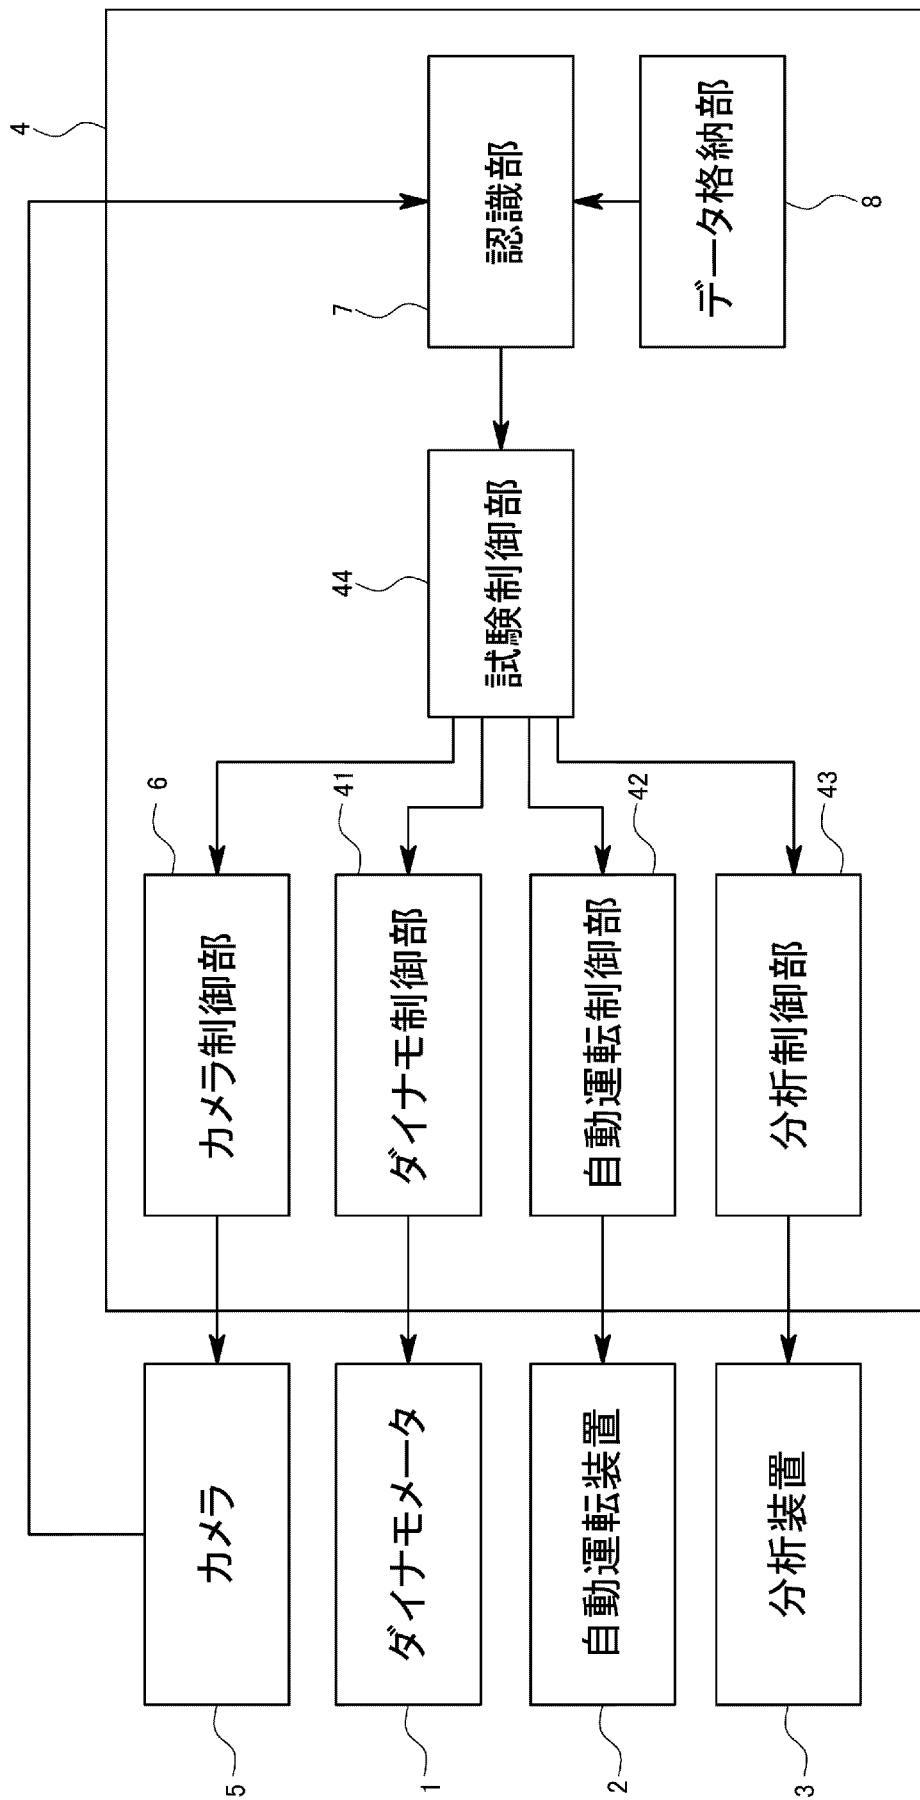 4
認識部
7
データ格納部
8
試験制御部
44
カメラ制御部
6
ダイナモ制御部
41
自動運転制御部
42
分析制御部
43
カメラ
5
ダイナモメータ
1
自動運転装置
2
分析装置
3